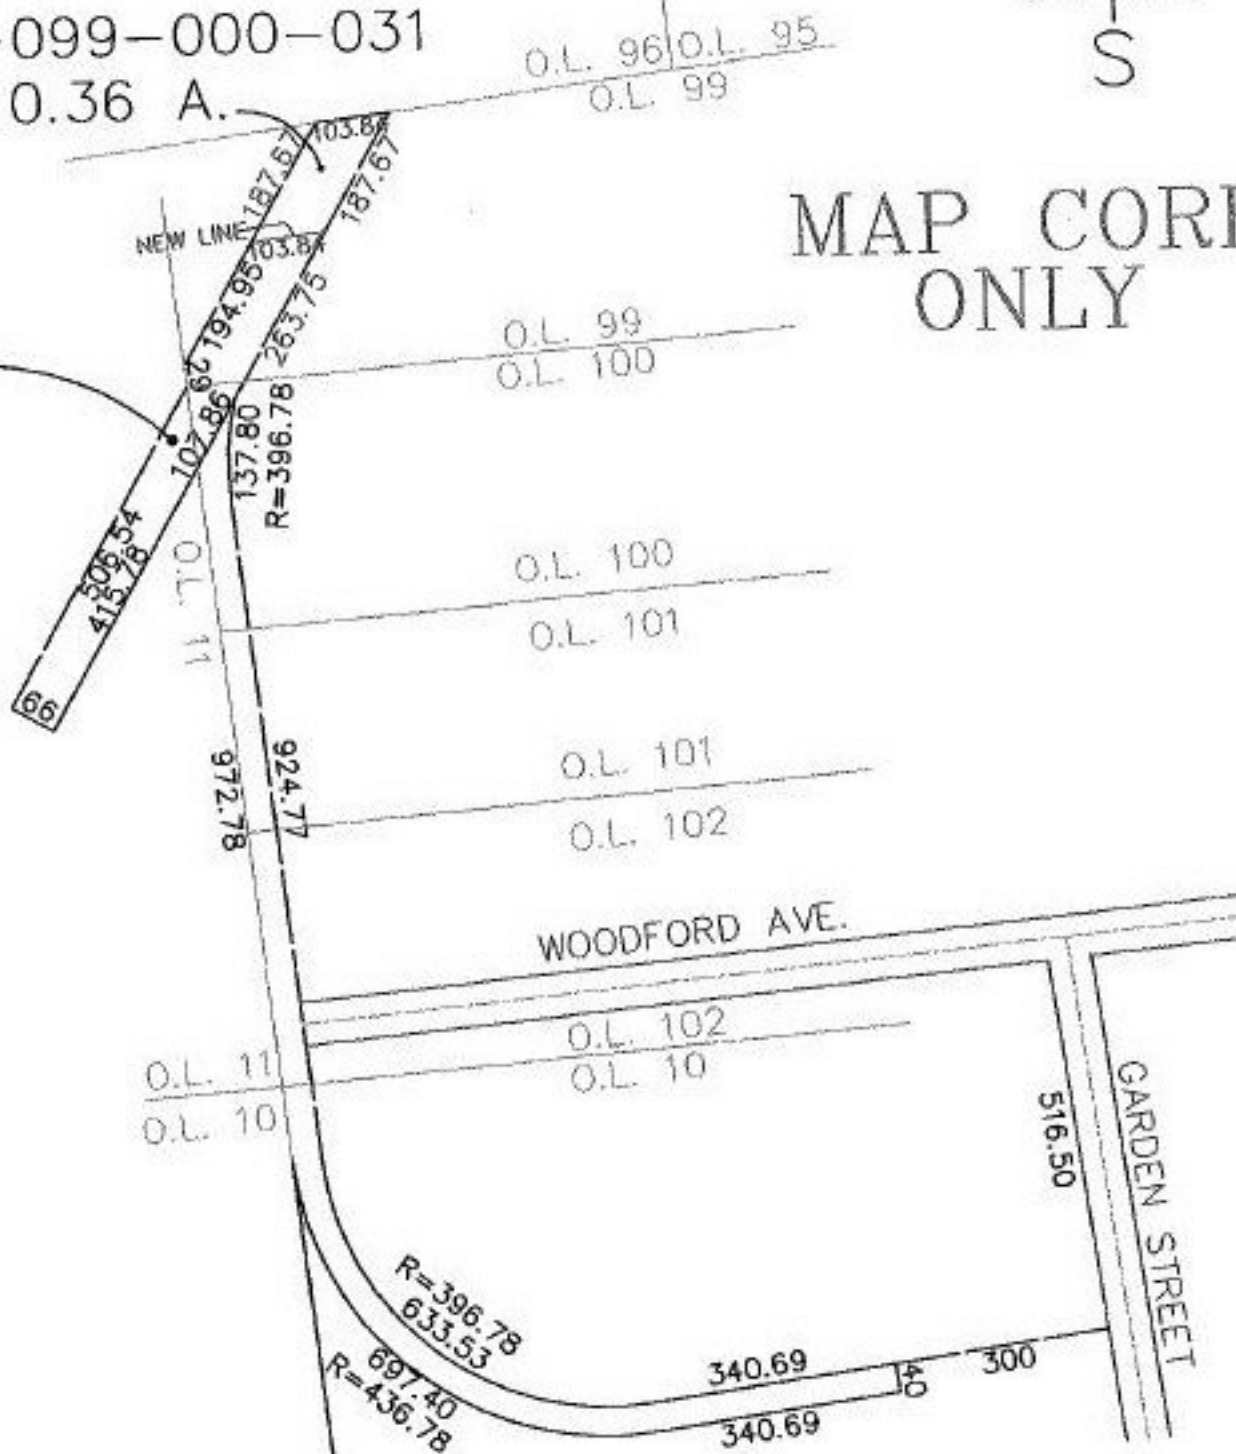 -099-000-031
0.36 A.
O.L. 96
O.L. 95
O.L. 99
S
103.84
187.67
187.67
MAP CORR
ONLY
NEW LINE
103.84
194.95
263.75
O.L. 99
O.L. 100
29
107.86
137.80
R=396.78
506.54
415.78
66
O.L. 11
O.L. 100
O.L. 101
972.78
924.77
O.L. 101
O.L. 102
WOODFORD AVE.
O.L. 102
O.L. 10
O.L. 11
O.L. 10
516.50
GARDEN STREET
R=396.78
633.53
697.40
R=436.78
340.69
40
300
340.69